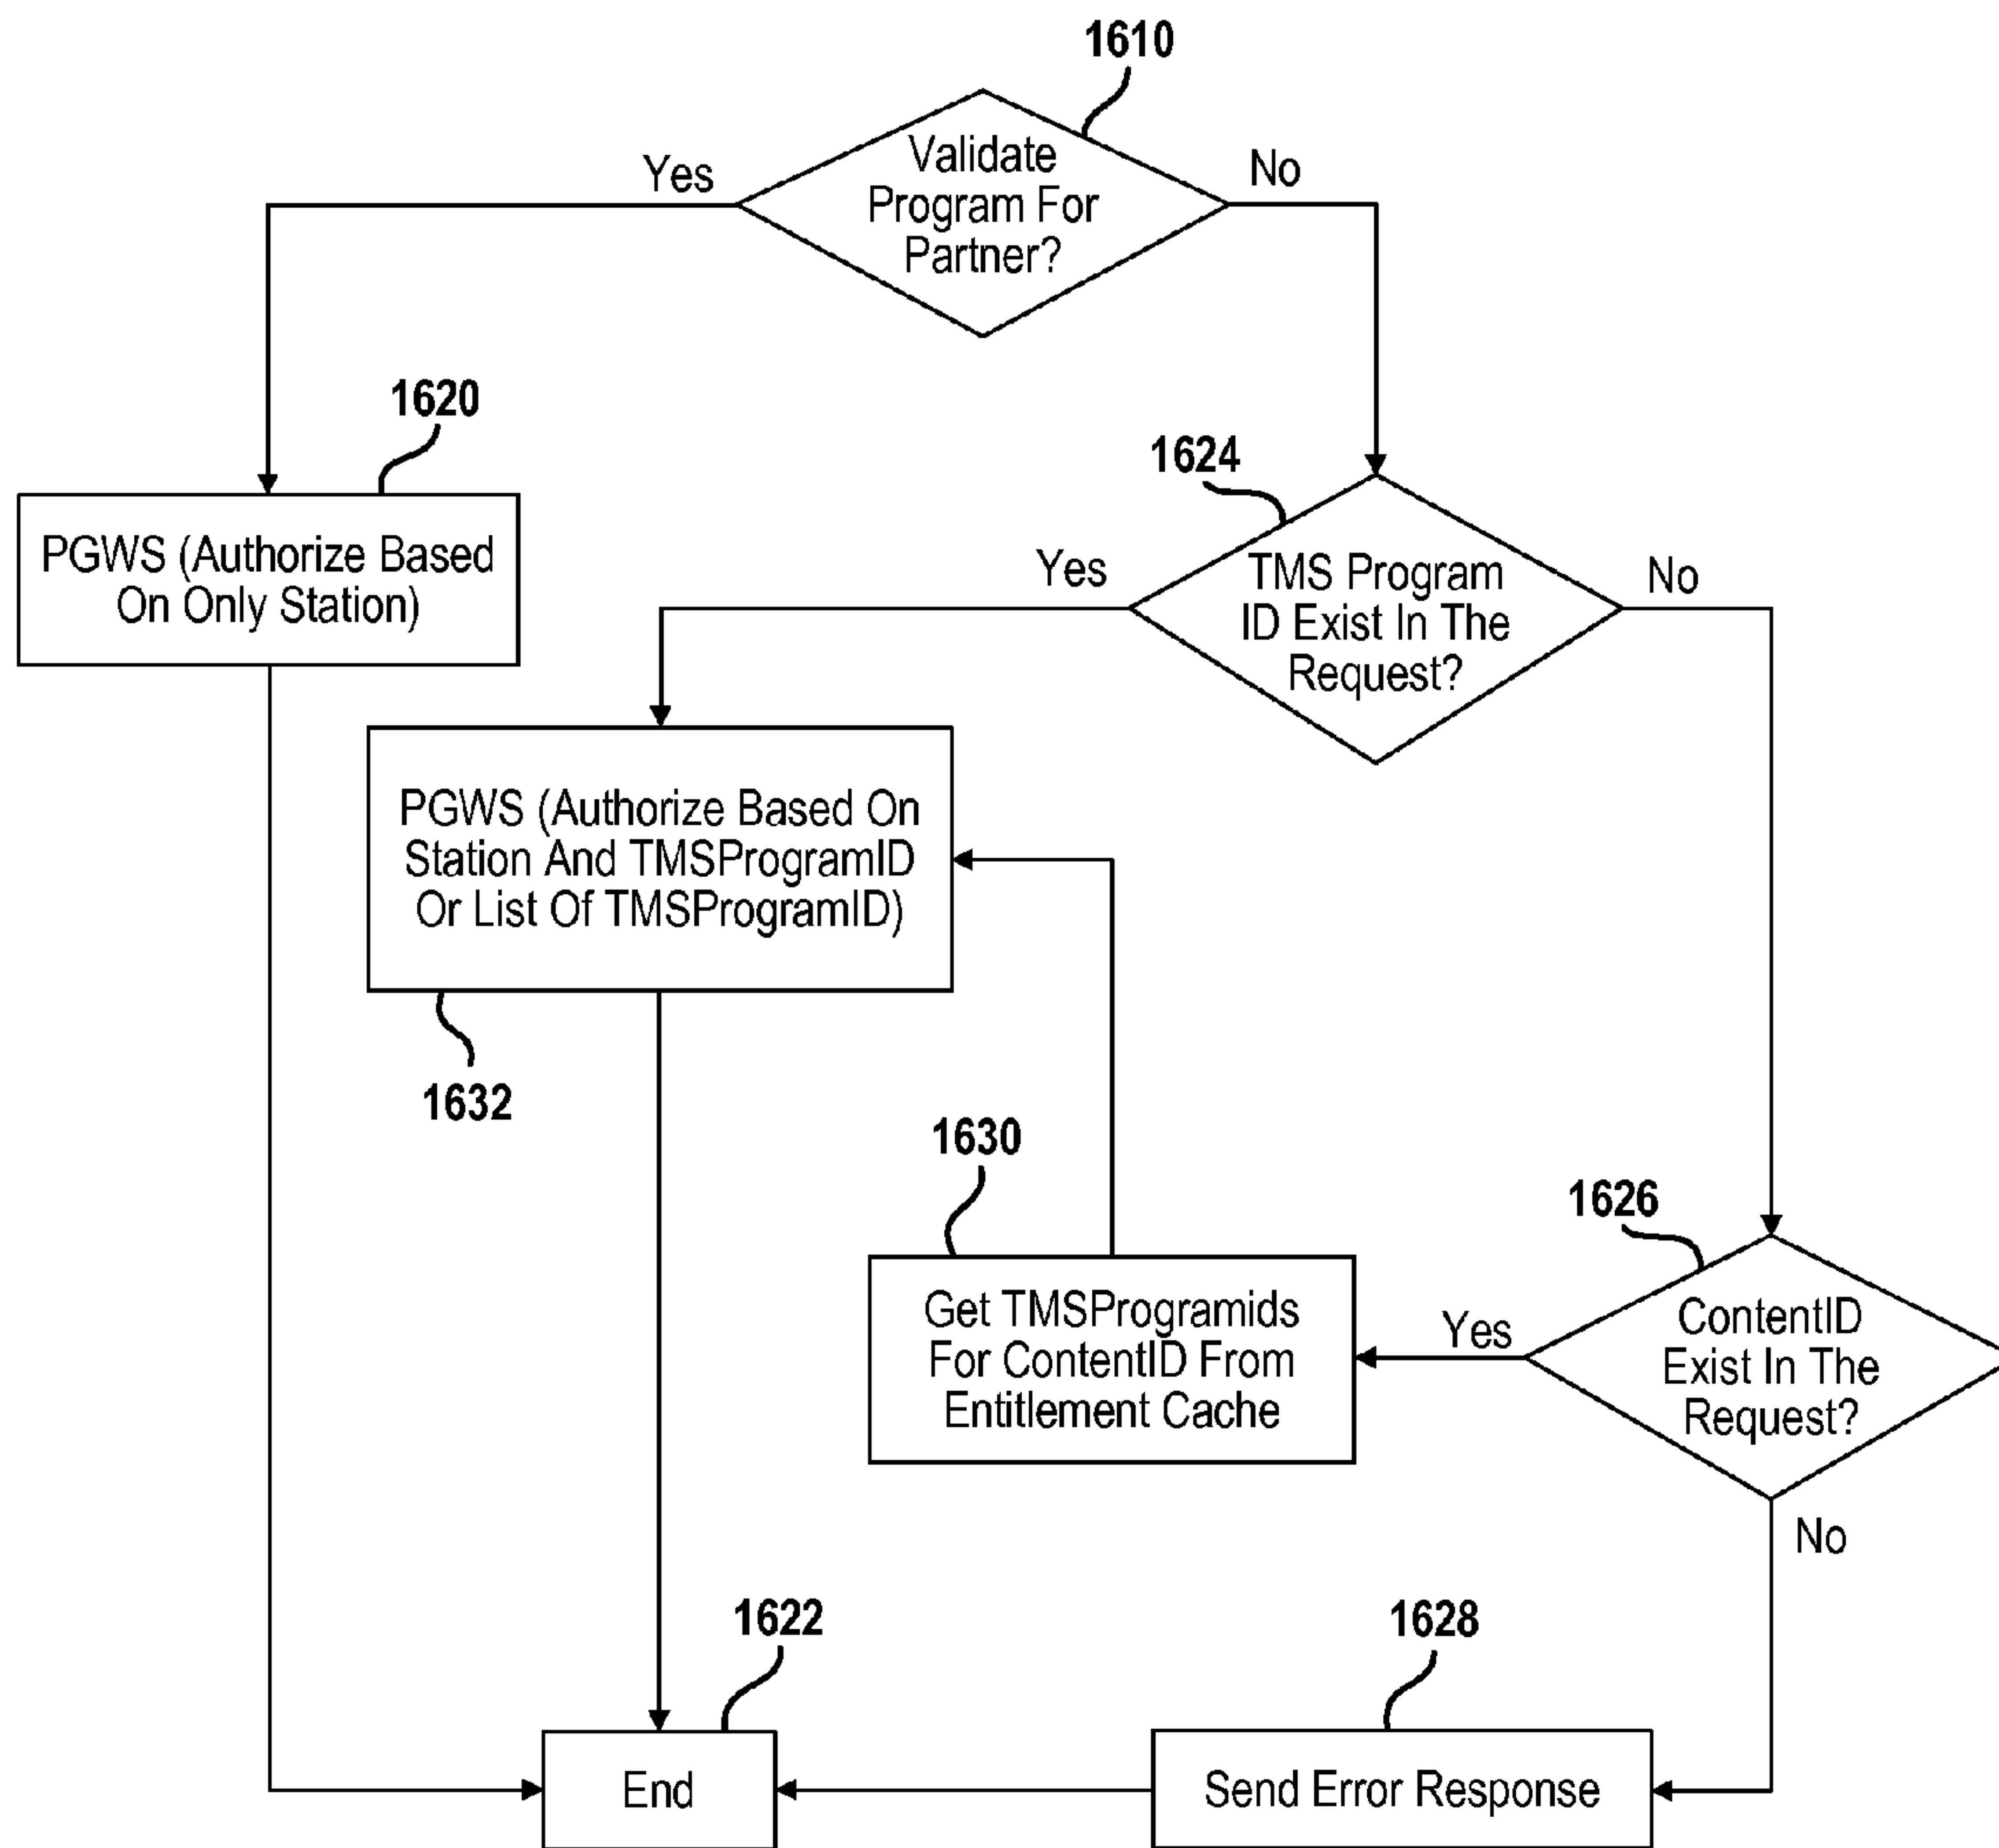 1610
Validate
Program For
Partner?
Yes
No
1620
PGWS (Authorize Based
On Only Station)
1624
TMS Program
ID Exist In The
Request?
Yes
No
PGWS (Authorize Based On
Station And TMSProgramID
Or List Of TMSProgramID)
1632
1630
Get TMSProgramids
For ContentID From
Entitlement Cache
1626
ContentID
Exist In The
Request?
Yes
No
1622
End
1628
Send Error Response